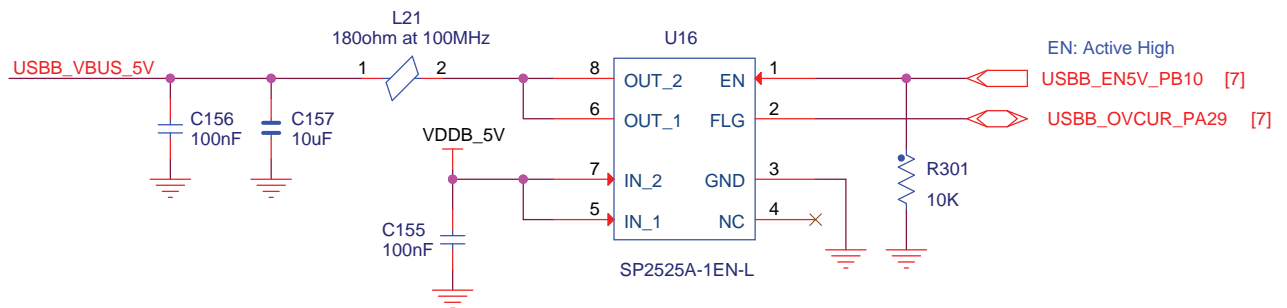 L21
180ohm at 100MHz
U16
EN: Active High
USBB_VBUS_5V
1
2
8
OUT_2
EN
1
USBB_EN5V_PB10 [7]
C156
100nF
C157
10uF
6
OUT_1
FLG
2
USBB_OVCUR_PA29 [7]
VDDB_5V
7
IN_2
GND
3
R301
10K
5
IN_1
NC
4
C155
100nF
SP2525A-1EN-L